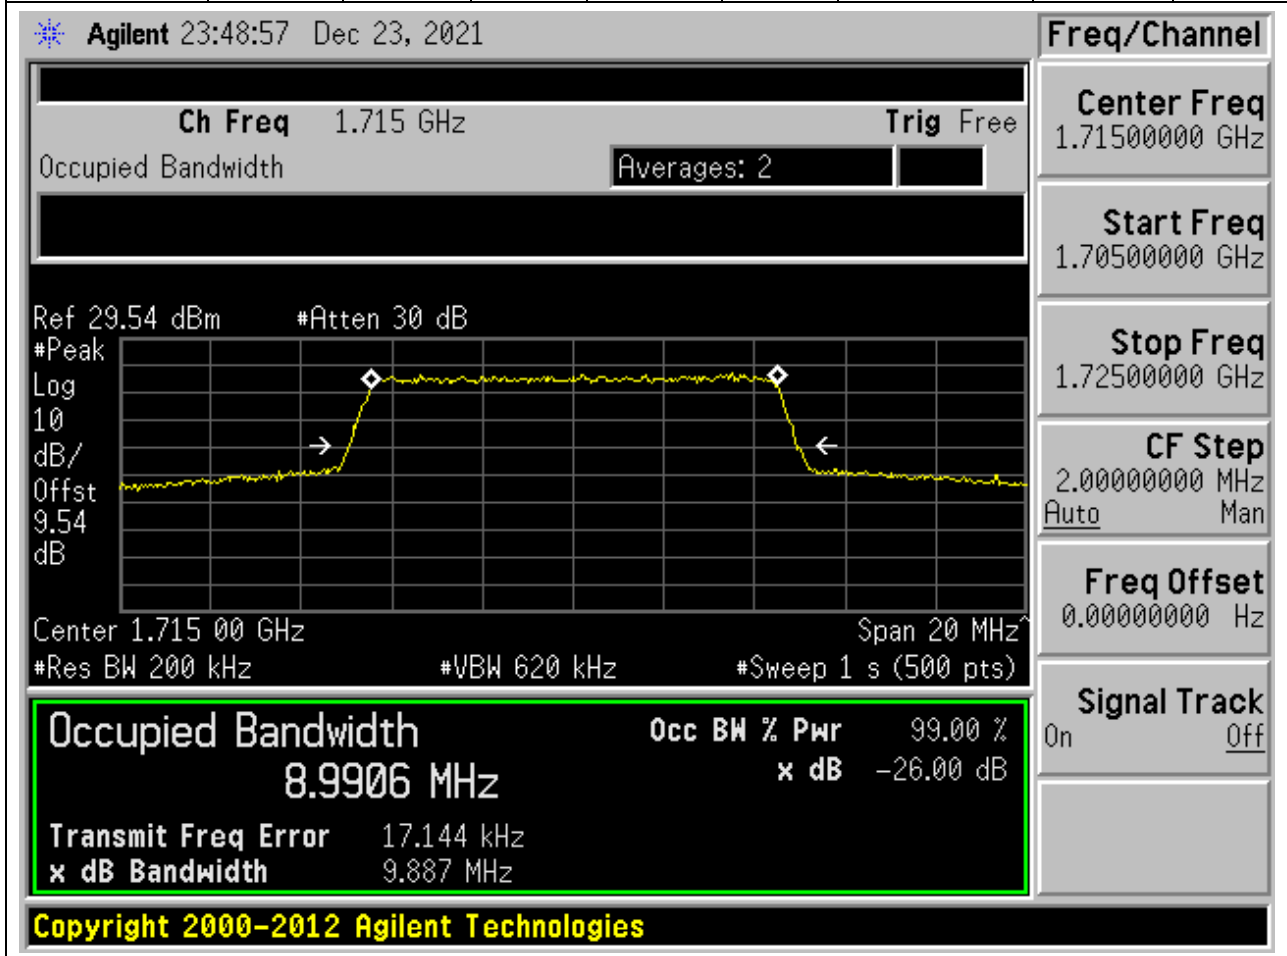 Agilent 23:48:57 Dec 23, 2021
Freq/Channel
Ch Freq 1.715 GHz Trig Free
Occupied Bandwidth Averages: 2
Center Freq
1.71500000 GHz
Start Freq
1.70500000 GHz
Stop Freq
1.72500000 GHz
CF Step
2.00000000 MHz
Auto Man
Freq Offset
0.00000000 Hz
Signal Track
On Off
Ref 29.54 dBm #Atten 30 dB
#Peak
Log
10
dB/
Offst
9.54
dB
Center 1.715 00 GHz Span 20 MHz^
#Res BW 200 kHz #VBW 620 kHz #Sweep 1 s (500 pts)
Occupied Bandwidth Occ BW % Pwr 99.00 %
8.9906 MHz x dB -26.00 dB
Transmit Freq Error 17.144 kHz
x dB Bandwidth 9.887 MHz
Copyright 2000-2012 Agilent Technologies